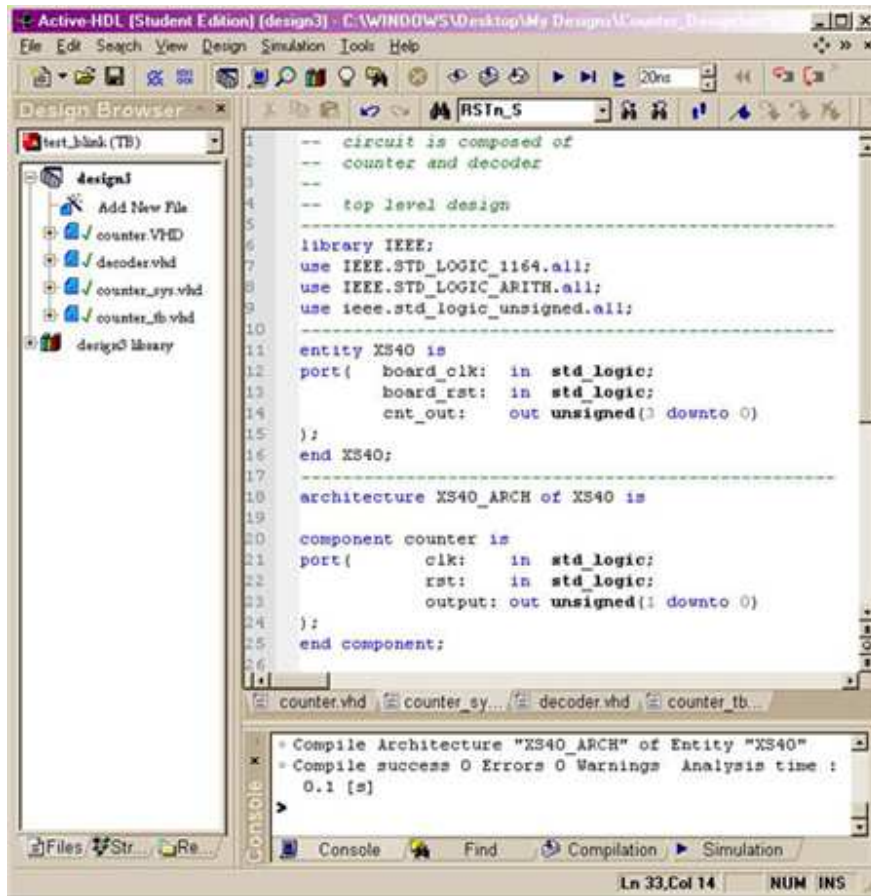 Active-HDL (Student Edition) (design3) - C:\WINDOWS\Desktop\My Designs\Counter_
File Edit Search View Design Simulation Tools Help
20ns
Design Browser
RSTn_S
test_blink (TB)
design3
Add New File
counter.VHD
decoder.vhd
counter_sys.vhd
counter_tb.vhd
design3 library
1 -- circuit is composed of
2 -- counter and decoder
3 --
4 -- top level design
5 --------------------------------------------------
6 library IEEE;
7 use IEEE.STD_LOGIC_1164.all;
8 use IEEE.STD_LOGIC_ARITH.all;
9 use ieee.std_logic_unsigned.all;
10 --------------------------------------------------
11 entity XS40 is
12 port( board_clk: in std_logic;
13 board_rst: in std_logic;
14 cnt_out: out unsigned(3 downto 0)
15 );
16 end XS40;
17 --------------------------------------------------
18 architecture XS40_ARCH of XS40 is
19
20 component counter is
21 port( clk: in std_logic;
22 rst: in std_logic;
23 output: out unsigned(1 downto 0)
24 );
25 end component;
26
counter.vhd counter_sy... decoder.vhd counter_tb...
Compile Architecture "XS40_ARCH" of Entity "XS40"
Compile success 0 Errors 0 Warnings Analysis time :
0.1 [s]
>
Console
Files Str... Re...
Console Find Compilation Simulation
Ln 33,Col 14 NUM INS